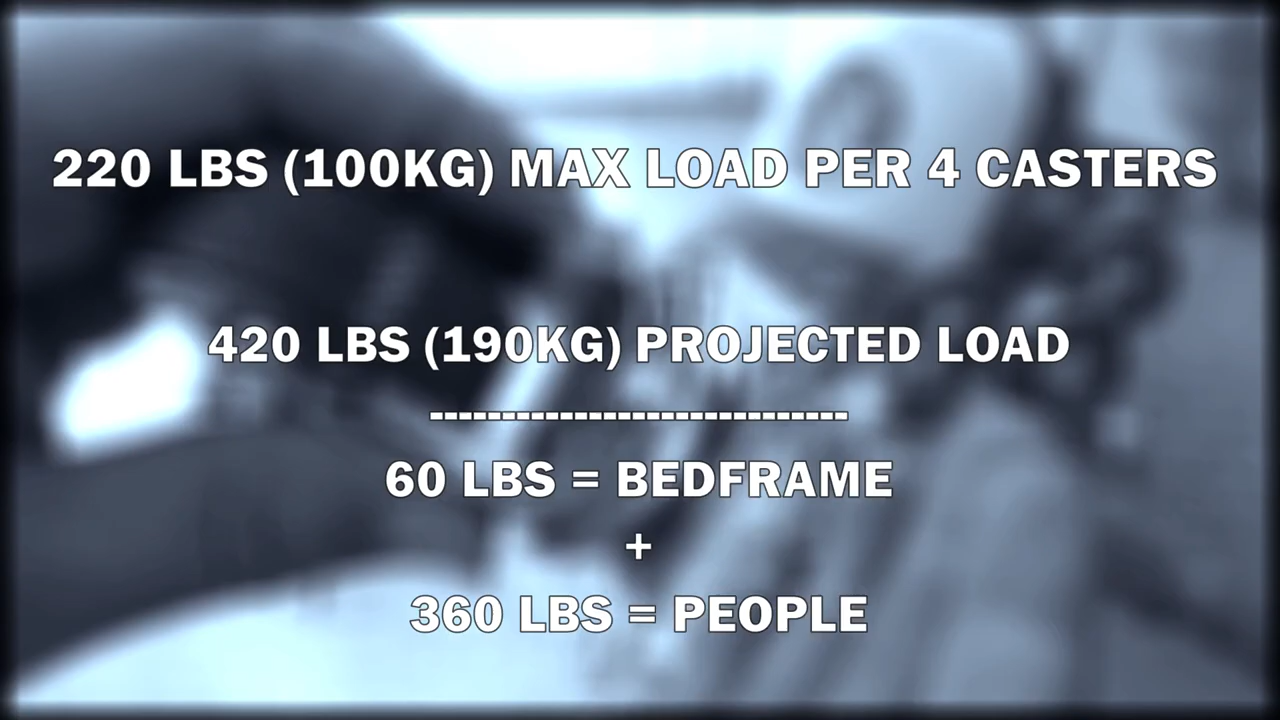 220 LBS (100KG) MAX LOAD PER 4 CASTERS
420 LBS (190KG) PROJECTED LOAD
-----------------------------
60 LBS = BEDFRAME
+
360 LBS = PEOPLE